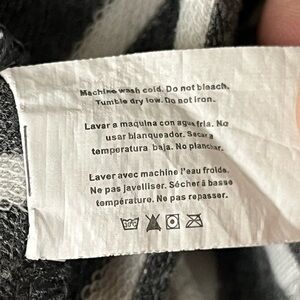 Machine wash cold. Do not bleach.
Tumble dry low. Do not iron.
Lavar a maquina con agua fria. No
usar blanqueador. Secar a
temperatura baja. No planchar.
Laver avec machine l'eau froide.
Ne pas javelliser. Sécher á basse
température. Ne pas repasser.